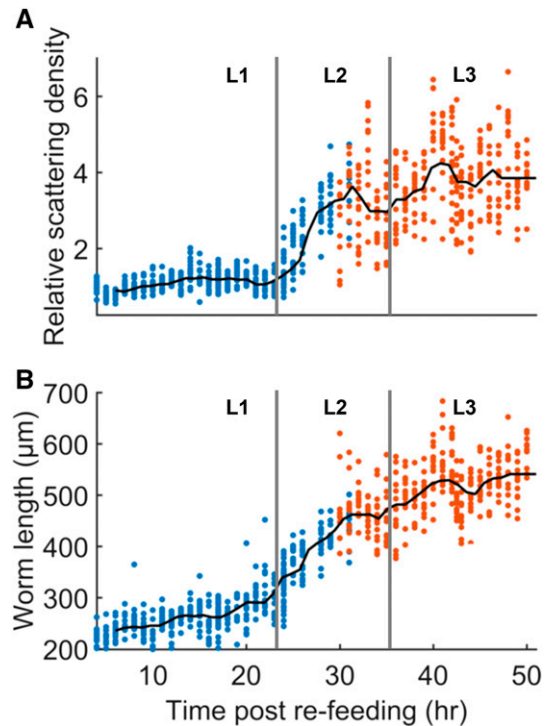 A
Relative scattering density
6
4
2
L1 L2 L3
B
Worm length (µm)
700
600
500
400
300
200
L1 L2 L3
10 20 30 40 50
Time post re-feeding (hr)